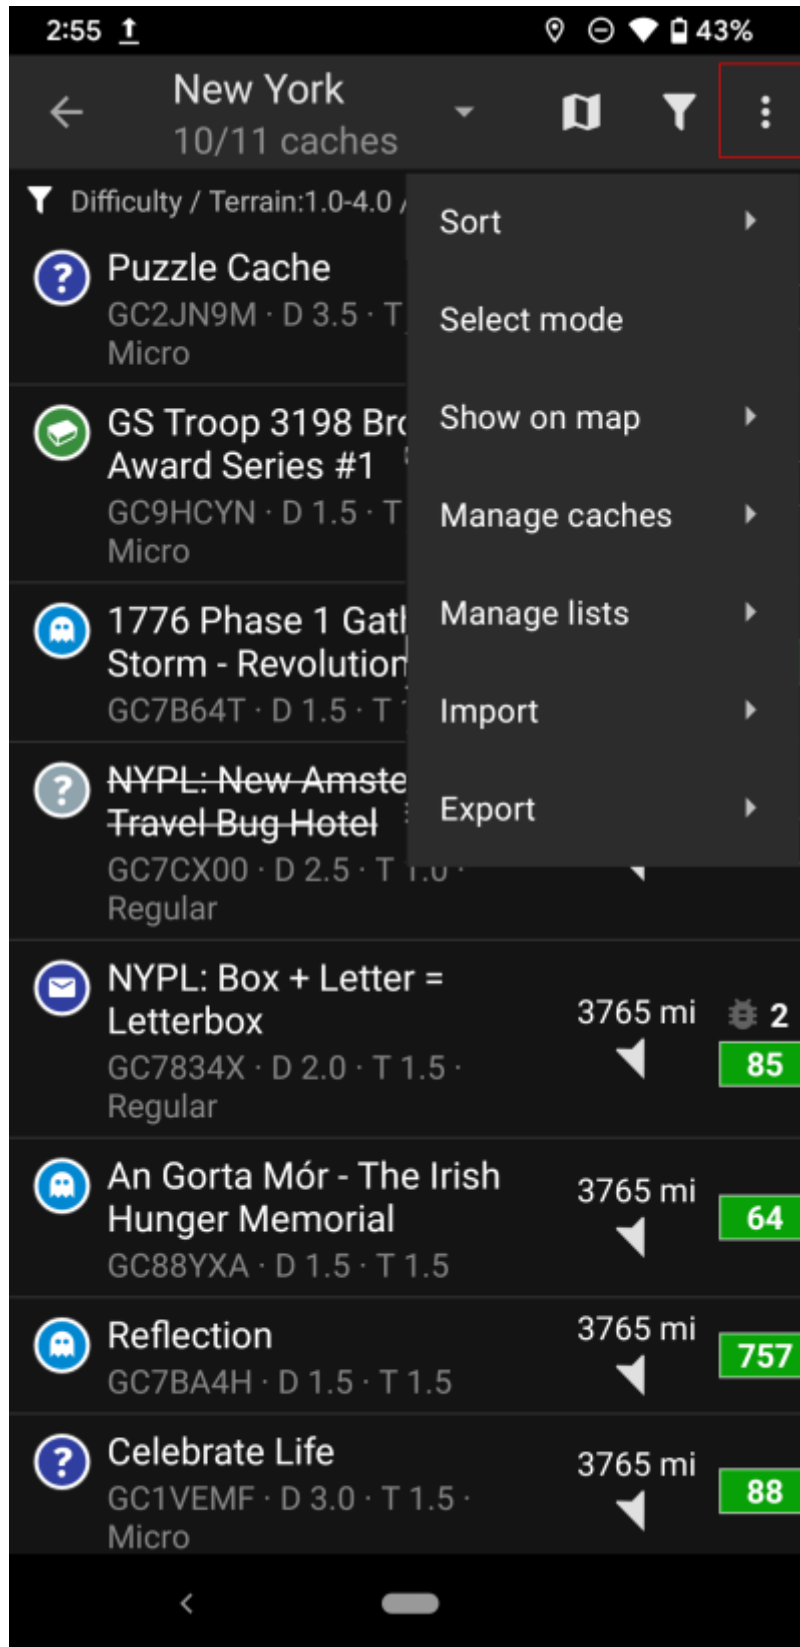 2:55 43%
New York
10/11 caches
Difficulty / Terrain:1.0-4.0 /
Sort
Select mode
Show on map
Manage caches
Manage lists
Import
Export
Puzzle Cache
GC2JN9M · D 3.5 · T
Micro
GS Troop 3198
Award Series #1
GC9HCYN · D 1.5 · T
Micro
1776 Phase 1
Storm - Revolution
GC7B64T · D 1.5 · T
NYPL: New
Travel Bug Hotel
GC7CX00 · D 2.5 · T 1.0 ·
Regular
NYPL: Box + Letter =
Letterbox
GC7834X · D 2.0 · T 1.5 ·
Regular
3765 mi
2
85
An Gorta Mór - The Irish
Hunger Memorial
GC88YXA · D 1.5 · T 1.5
3765 mi
64
Reflection
GC7BA4H · D 1.5 · T 1.5
3765 mi
757
Celebrate Life
GC1VEMF · D 3.0 · T 1.5 ·
Micro
3765 mi
88